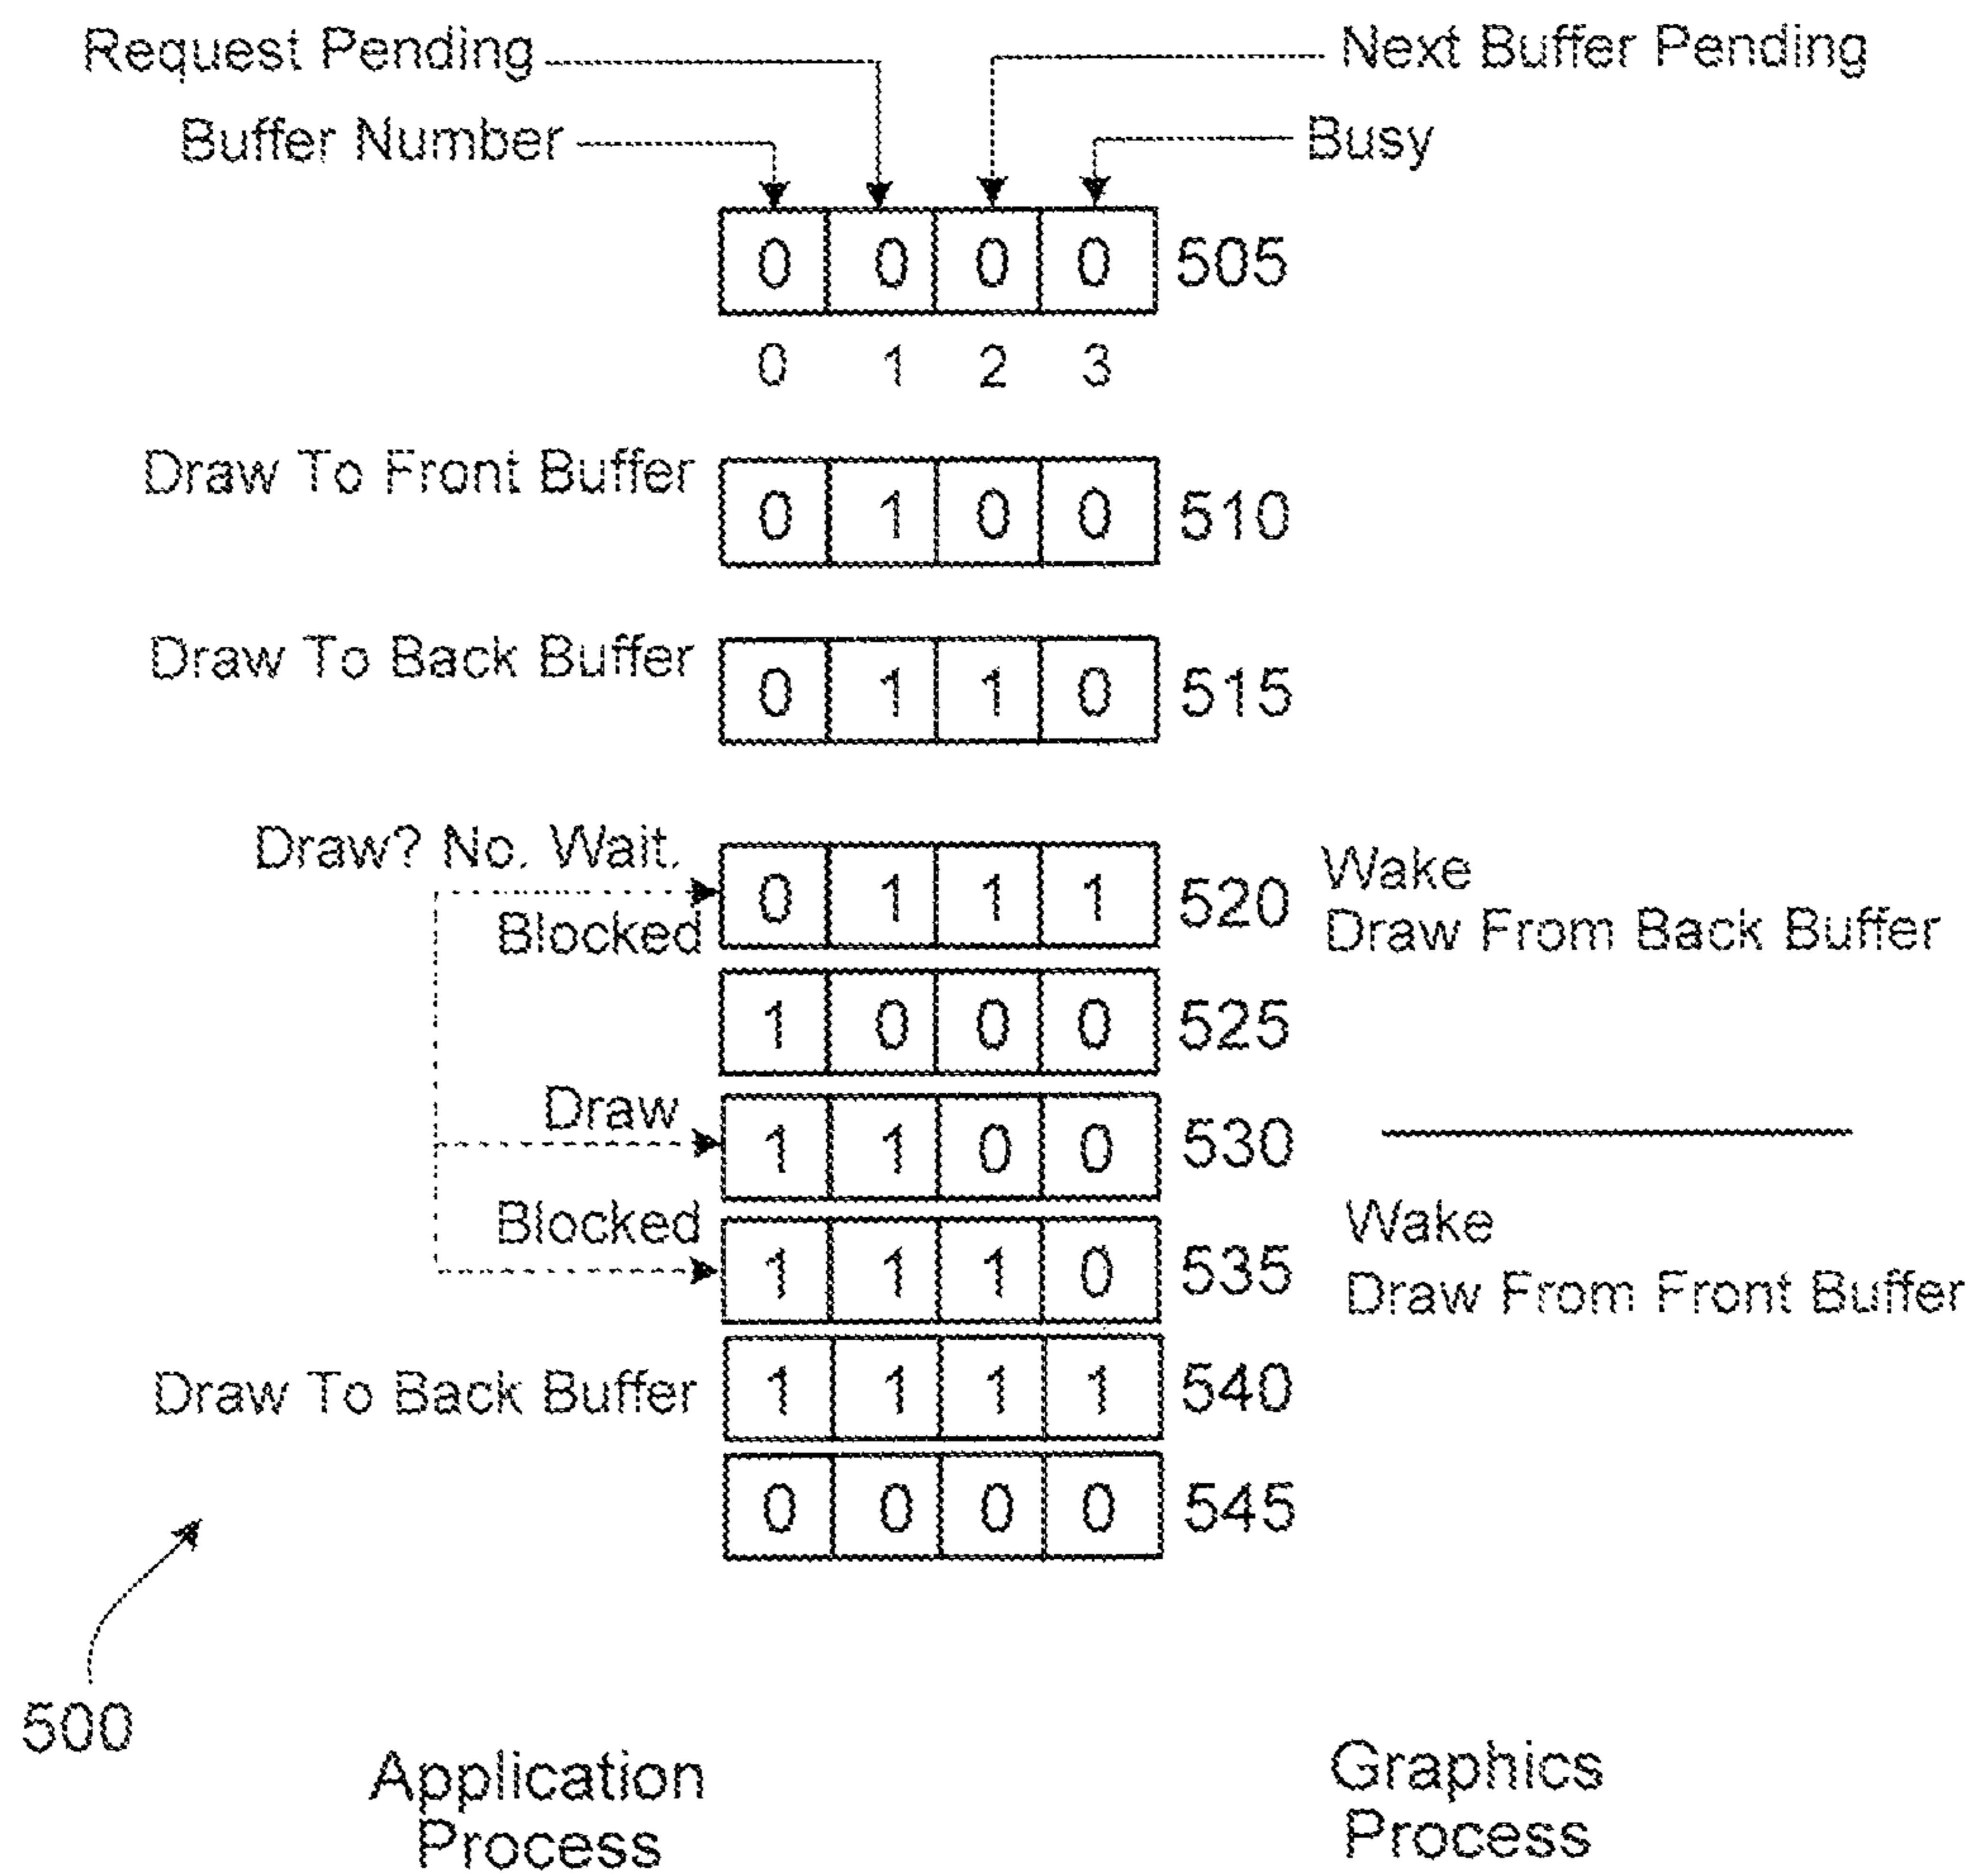 Request Pending
Next Buffer Pending
Buffer Number
Busy
0 0 0 0 505
0 1 2 3
Draw To Front Buffer
0 1 0 0 510
Draw To Back Buffer
0 1 1 0 515
Draw? No. Wait.
Blocked
0 1 1 1 520
Wake
Draw From Back Buffer
1 0 0 0 525
Draw
1 1 0 0 530
Blocked
1 1 1 0 535
Wake
Draw From Front Buffer
Draw To Back Buffer
1 1 1 1 540
0 0 0 0 545
500
Application
Process
Graphics
Process